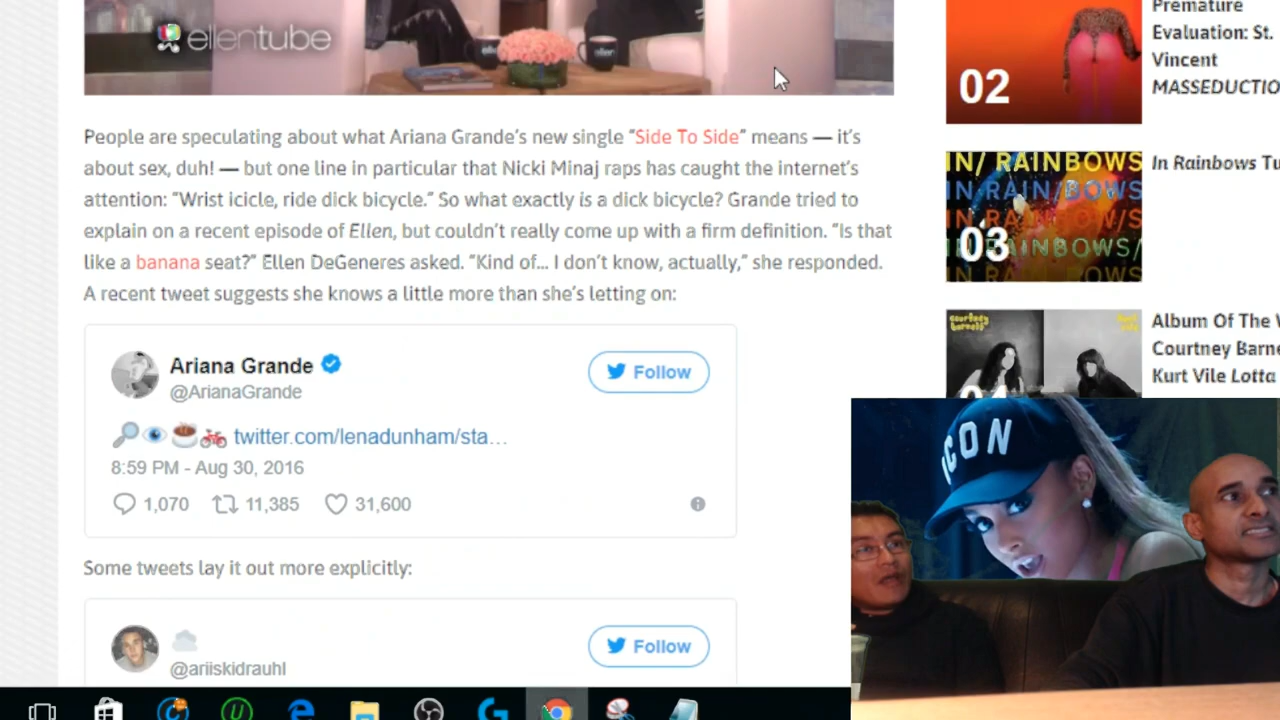 ellentube
People are speculating about what Ariana Grande's new single "Side To Side" means — it's
about sex, duh! — but one line in particular that Nicki Minaj raps has caught the internet's
attention: "Wrist icicle, ride dick bicycle." So what exactly is a dick bicycle? Grande tried to
explain on a recent episode of Ellen, but couldn't really come up with a firm definition. "Is that
like a banana seat?" Ellen DeGeneres asked. "Kind of... I don't know, actually," she responded.
A recent tweet suggests she knows a little more than she's letting on:
Ariana Grande
@ArianaGrande
Follow
twitter.com/lenadunham/sta…
8:59 PM - Aug 30, 2016
1,070 11,385 31,600
Some tweets lay it out more explicitly:
@ariiskidrauhl
Follow
Premature
Evaluation: St.
Vincent
MASSEDUCTIO
02
IN/ RAINBOWS
IN RAIN/BOWS
IN RAINBOWS/
03
In Rainbows Tu
courtney
barnett
Album Of The
Courtney Barne
Kurt Vile Lotta
ICON